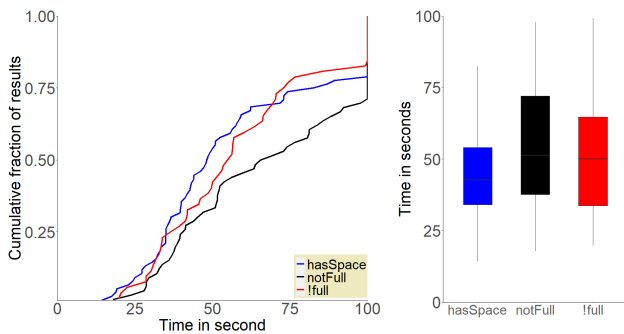 1.00
0.75
0.50
0.25
Cumulative fraction of results
0
25
50
75
100
Time in second
hasSpace
notFull
!full
100
75
50
25
0
Time in seconds
hasSpace
notFull
!full